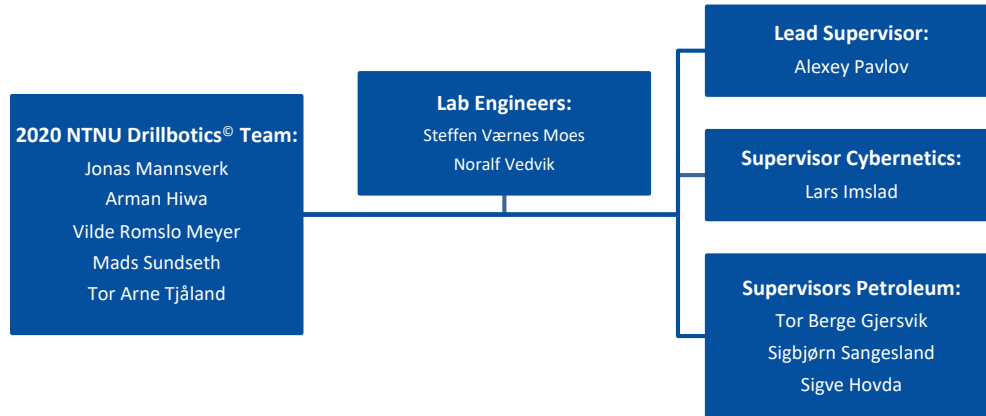 2020 NTNU Drillbotics© Team:
Jonas Mannsverk
Arman Hiwa
Vilde Romslo Meyer
Mads Sundseth
Tor Arne Tjåland
Lab Engineers:
Steffen Værnes Moes
Noralf Vedvik
Lead Supervisor:
Alexey Pavlov
Supervisor Cybernetics:
Lars Imslad
Supervisors Petroleum:
Tor Berge Gjersvik
Sigbjørn Sangesland
Sigve Hovda